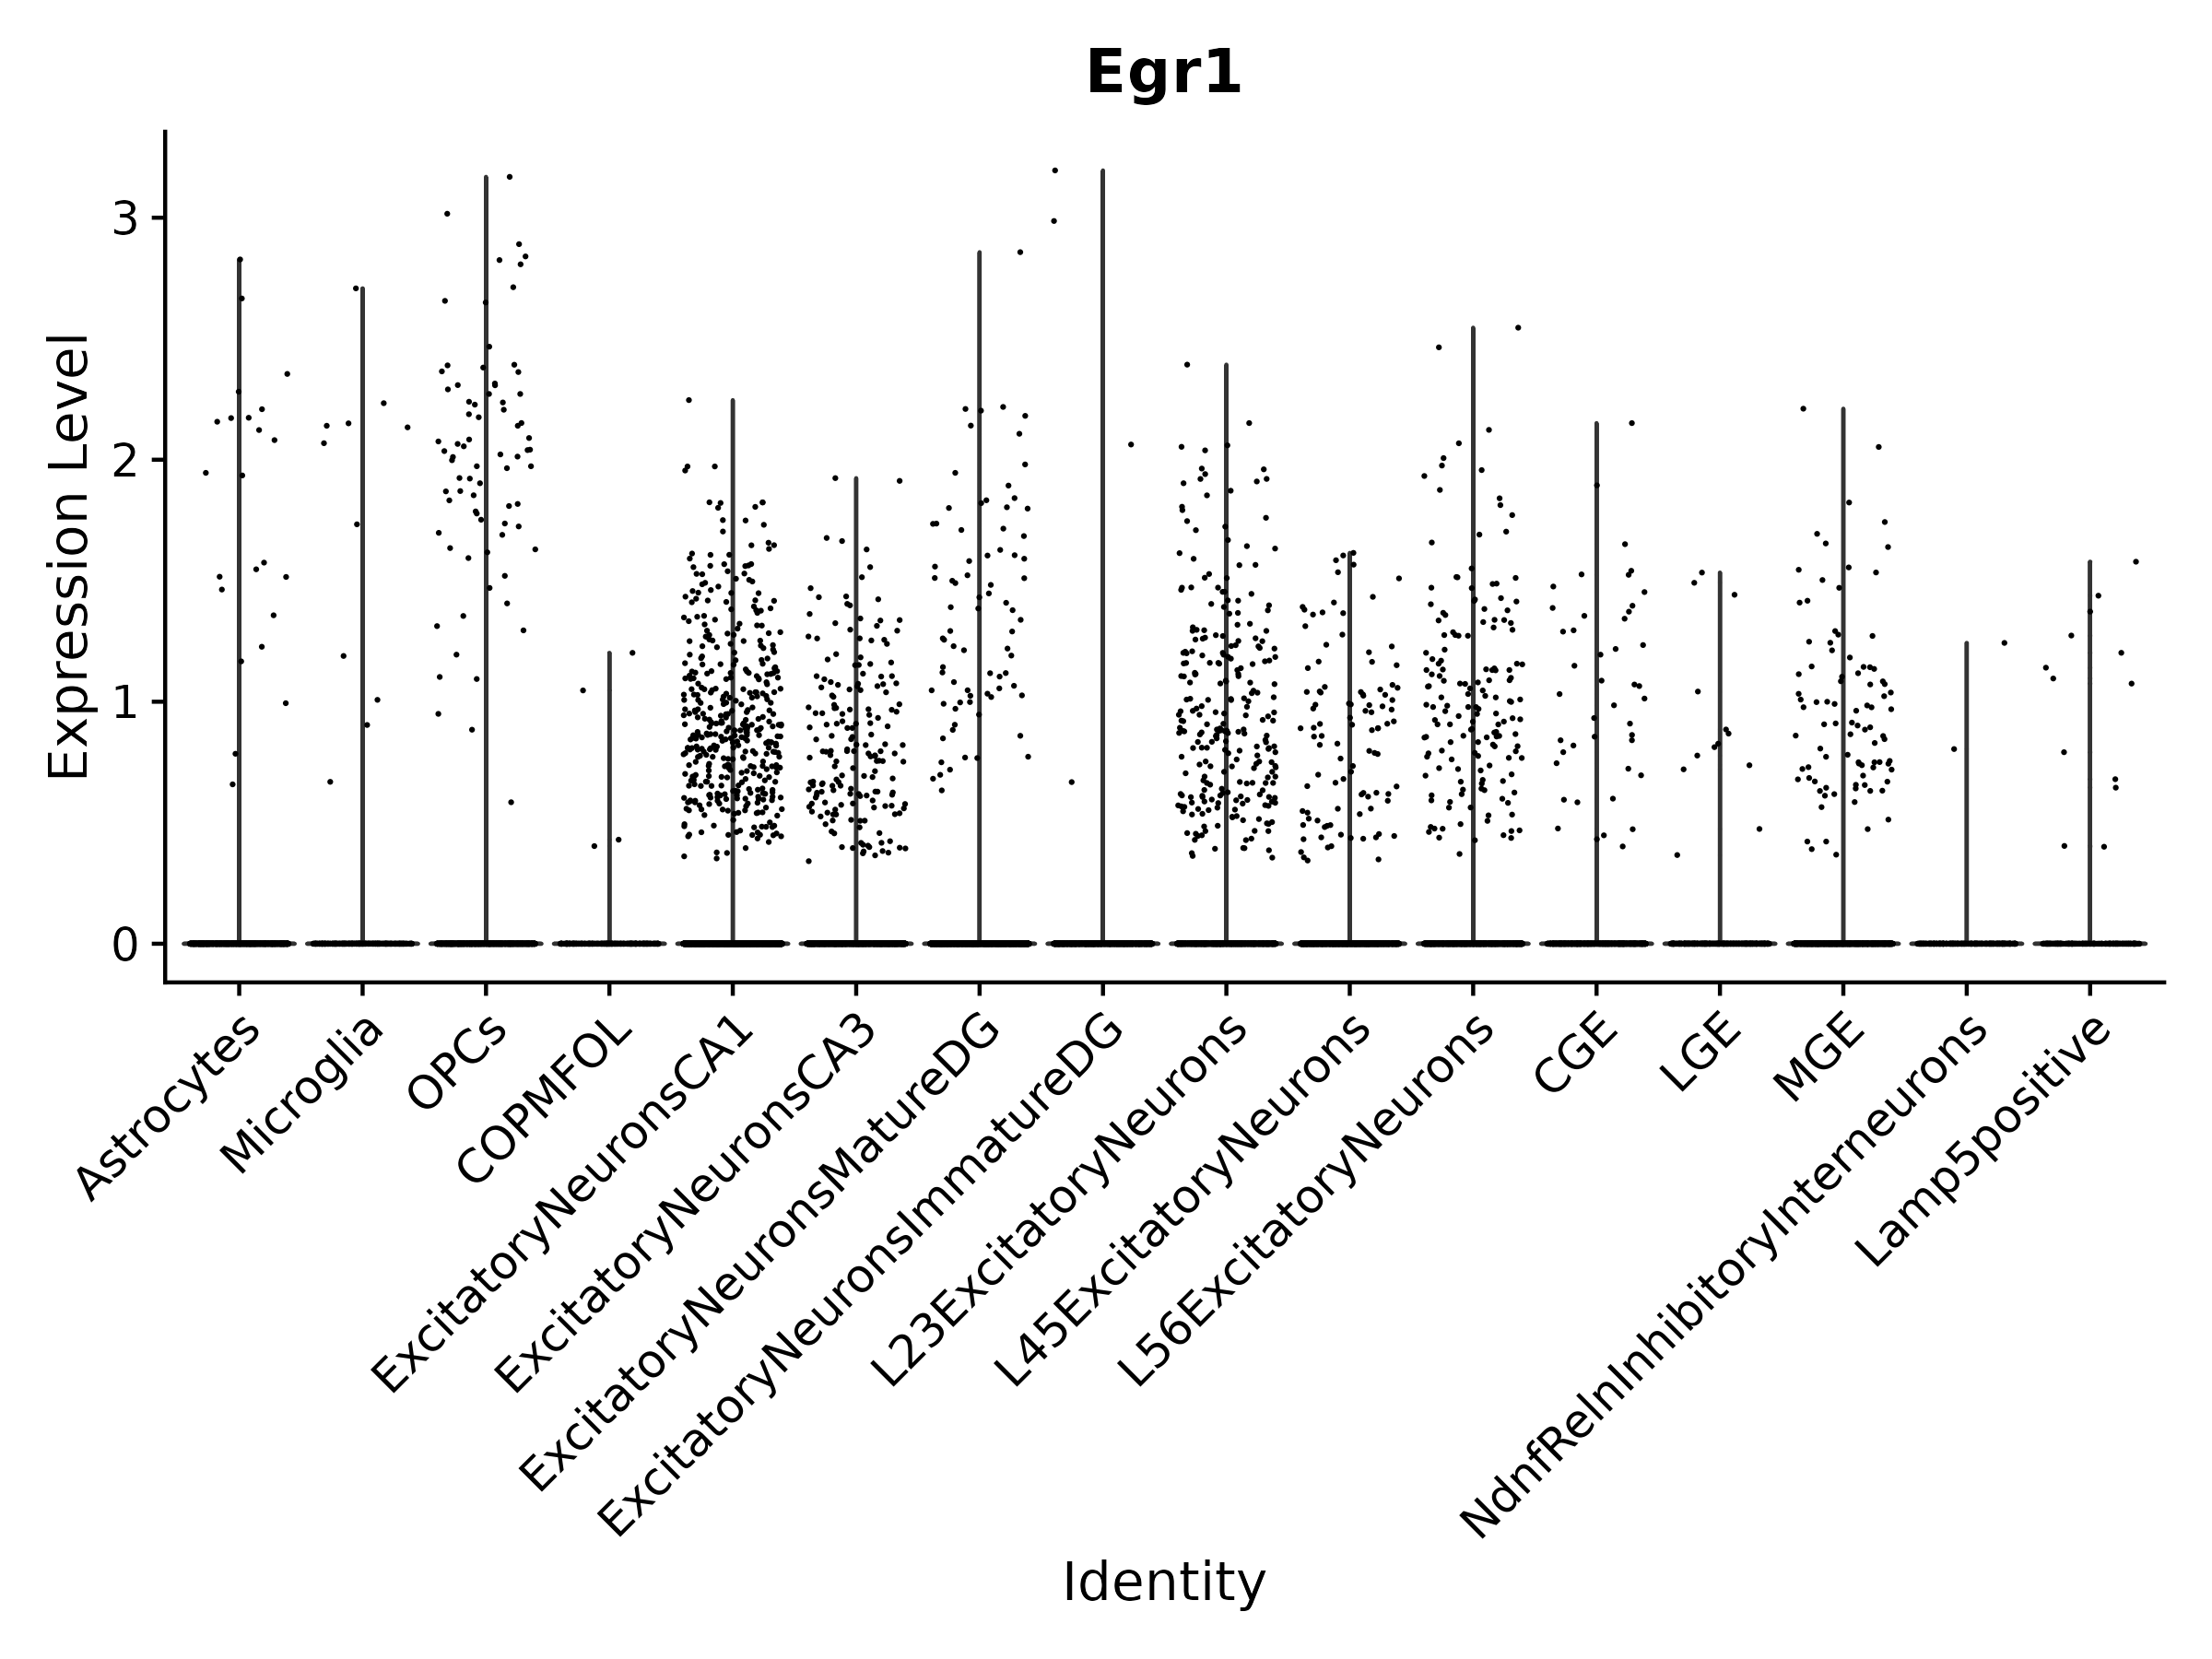 Egr1
Expression Level
3
2
1
0
Astrocytes
Microglia
OPCs
COPMFOL
ExcitatoryNeuronsCA1
ExcitatoryNeuronsCA3
ExcitatoryNeuronsMatureDG
ExcitatoryNeuronsImmatureDG
L23ExcitatoryNeurons
L45ExcitatoryNeurons
L56ExcitatoryNeurons
CGE
LGE
MGE
NdnfRelnInhibitoryInterneurons
Lamp5positive
Identity